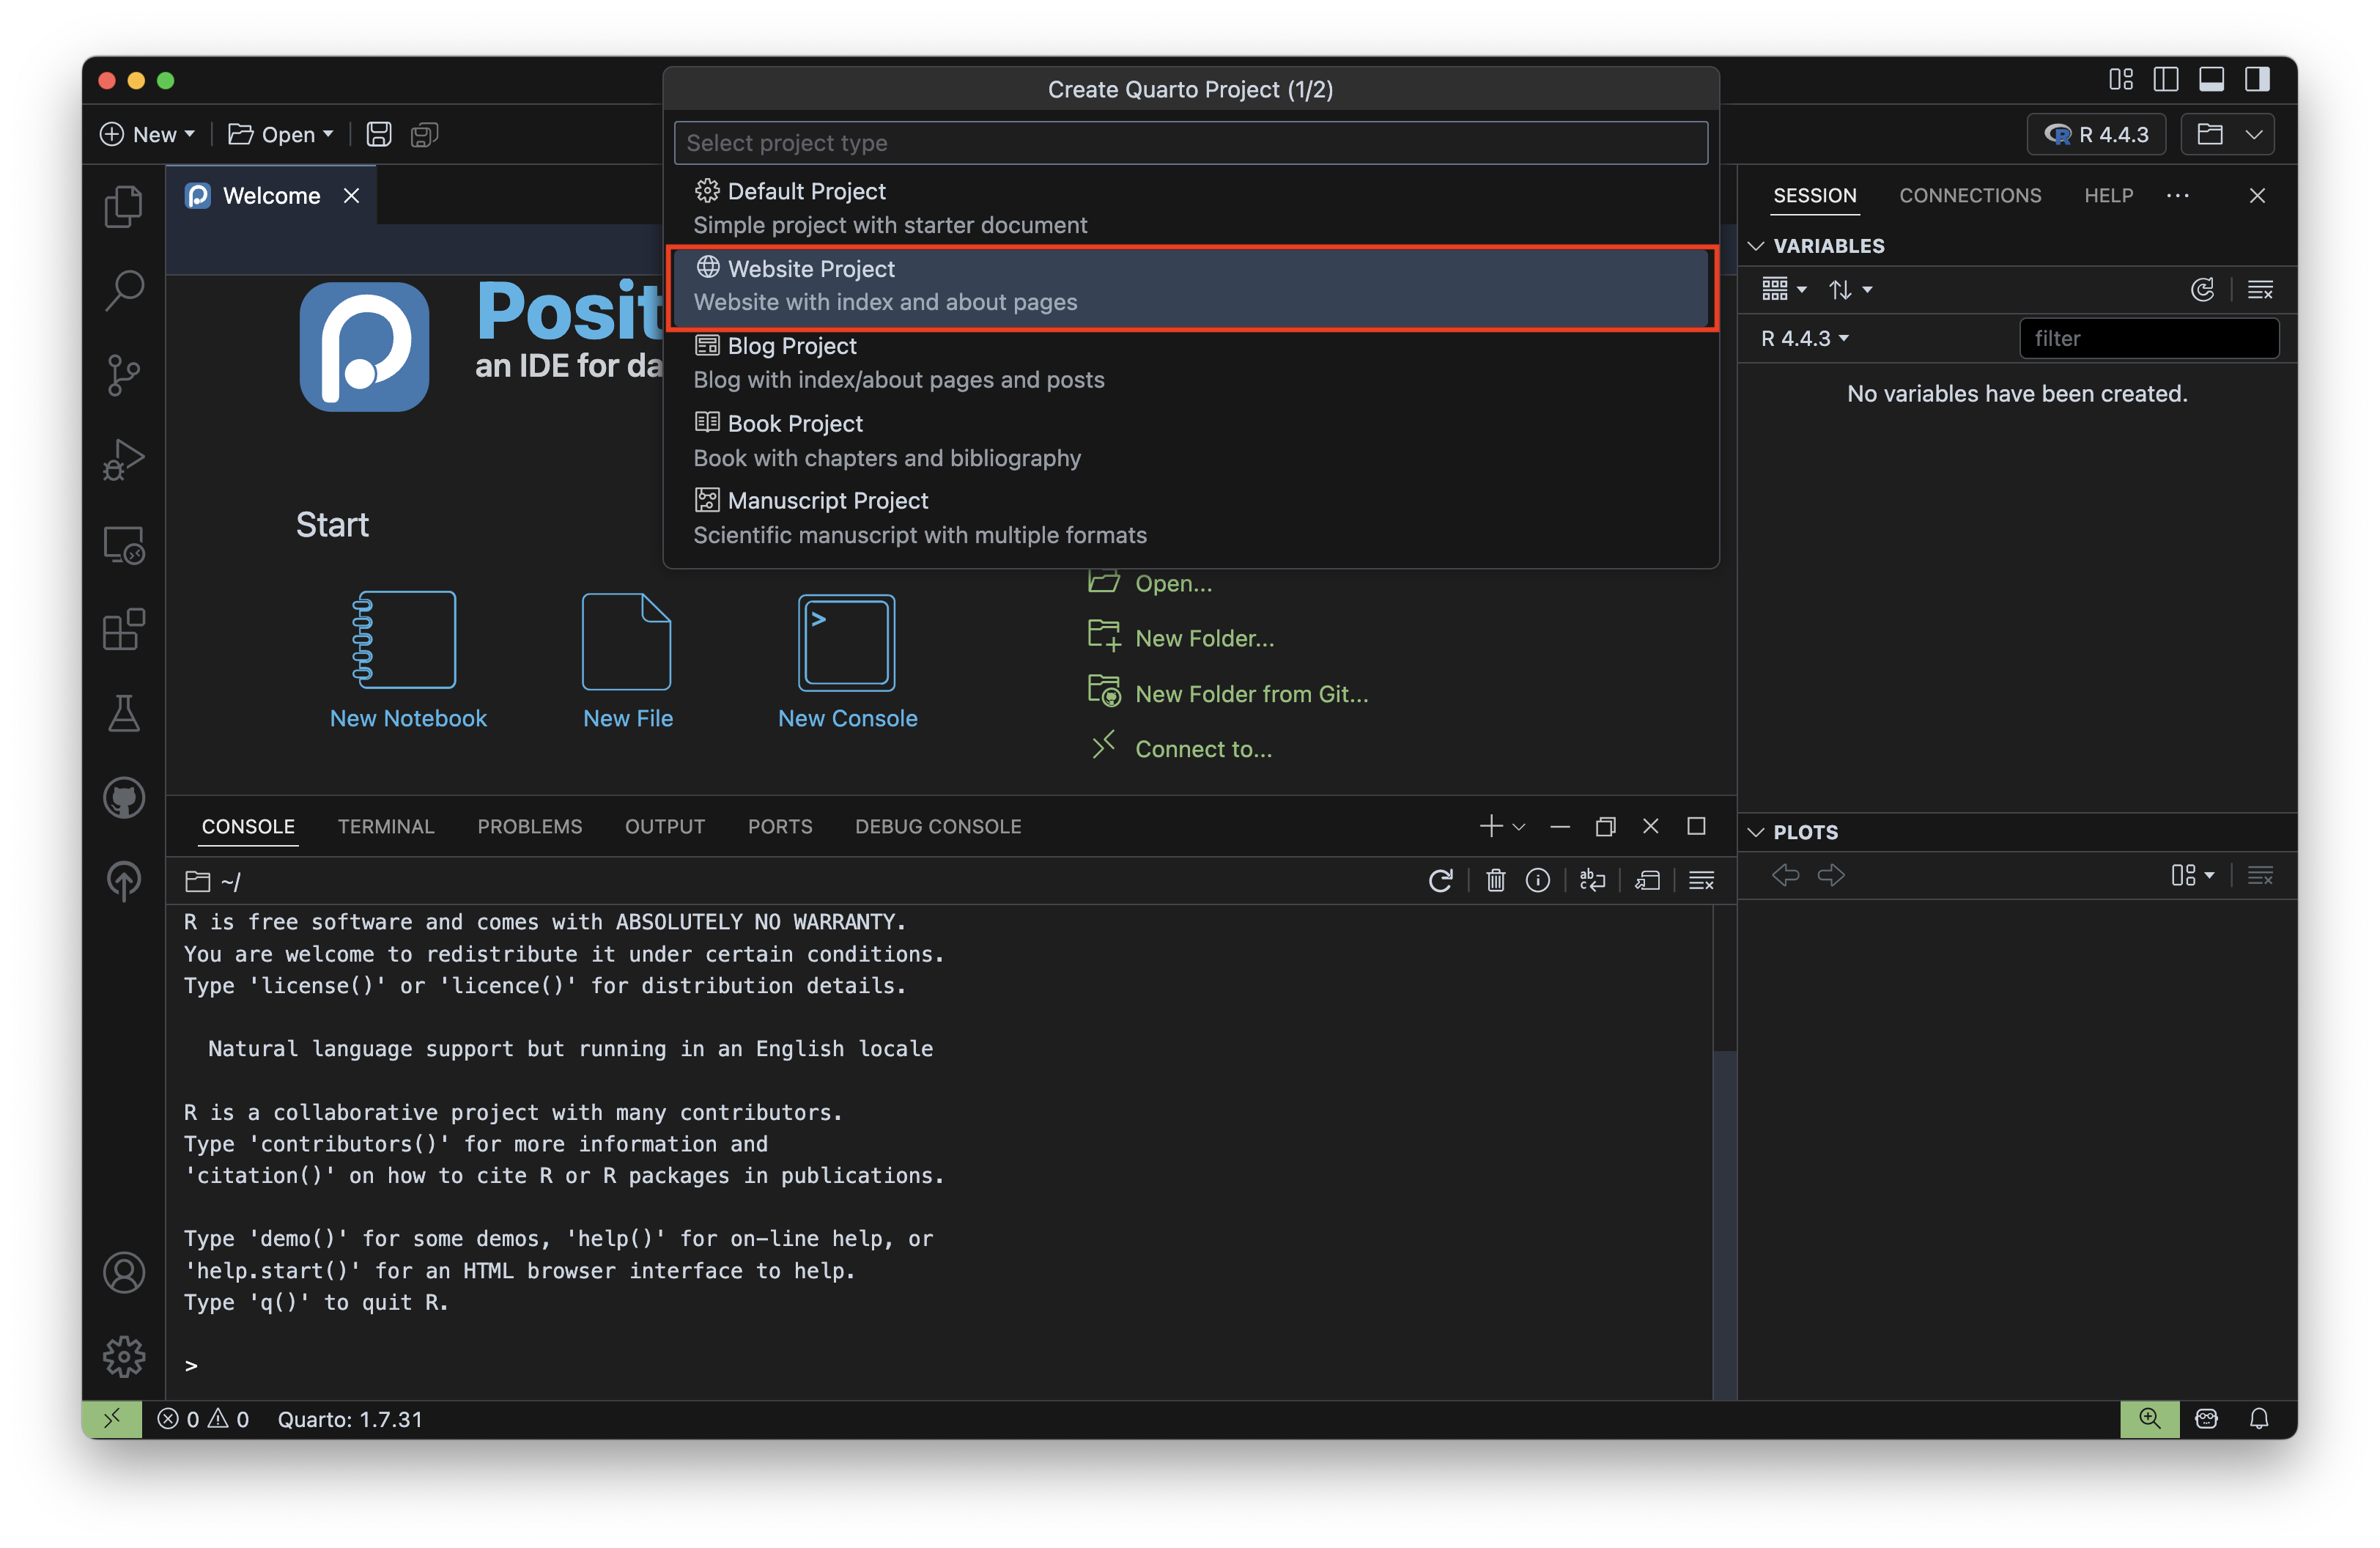 Create Quarto Project (1/2)
New
Open
R 4.4.3
Select project type
Default Project
Simple project with starter document
Website Project
Website with index and about pages
Blog Project
Blog with index/about pages and posts
Book Project
Book with chapters and bibliography
Manuscript Project
Scientific manuscript with multiple formats
Welcome
Posit
an IDE for da
Start
New Notebook
New File
New Console
Open...
New Folder...
New Folder from Git...
Connect to...
SESSION CONNECTIONS HELP
VARIABLES
R 4.4.3
filter
No variables have been created.
PLOTS
CONSOLE TERMINAL PROBLEMS OUTPUT PORTS DEBUG CONSOLE
~/
R is free software and comes with ABSOLUTELY NO WARRANTY.
You are welcome to redistribute it under certain conditions.
Type 'license()' or 'licence()' for distribution details.
Natural language support but running in an English locale
R is a collaborative project with many contributors.
Type 'contributors()' for more information and
'citation()' on how to cite R or R packages in publications.
Type 'demo()' for some demos, 'help()' for on-line help, or
'help.start()' for an HTML browser interface to help.
Type 'q()' to quit R.
>
0 0 Quarto: 1.7.31